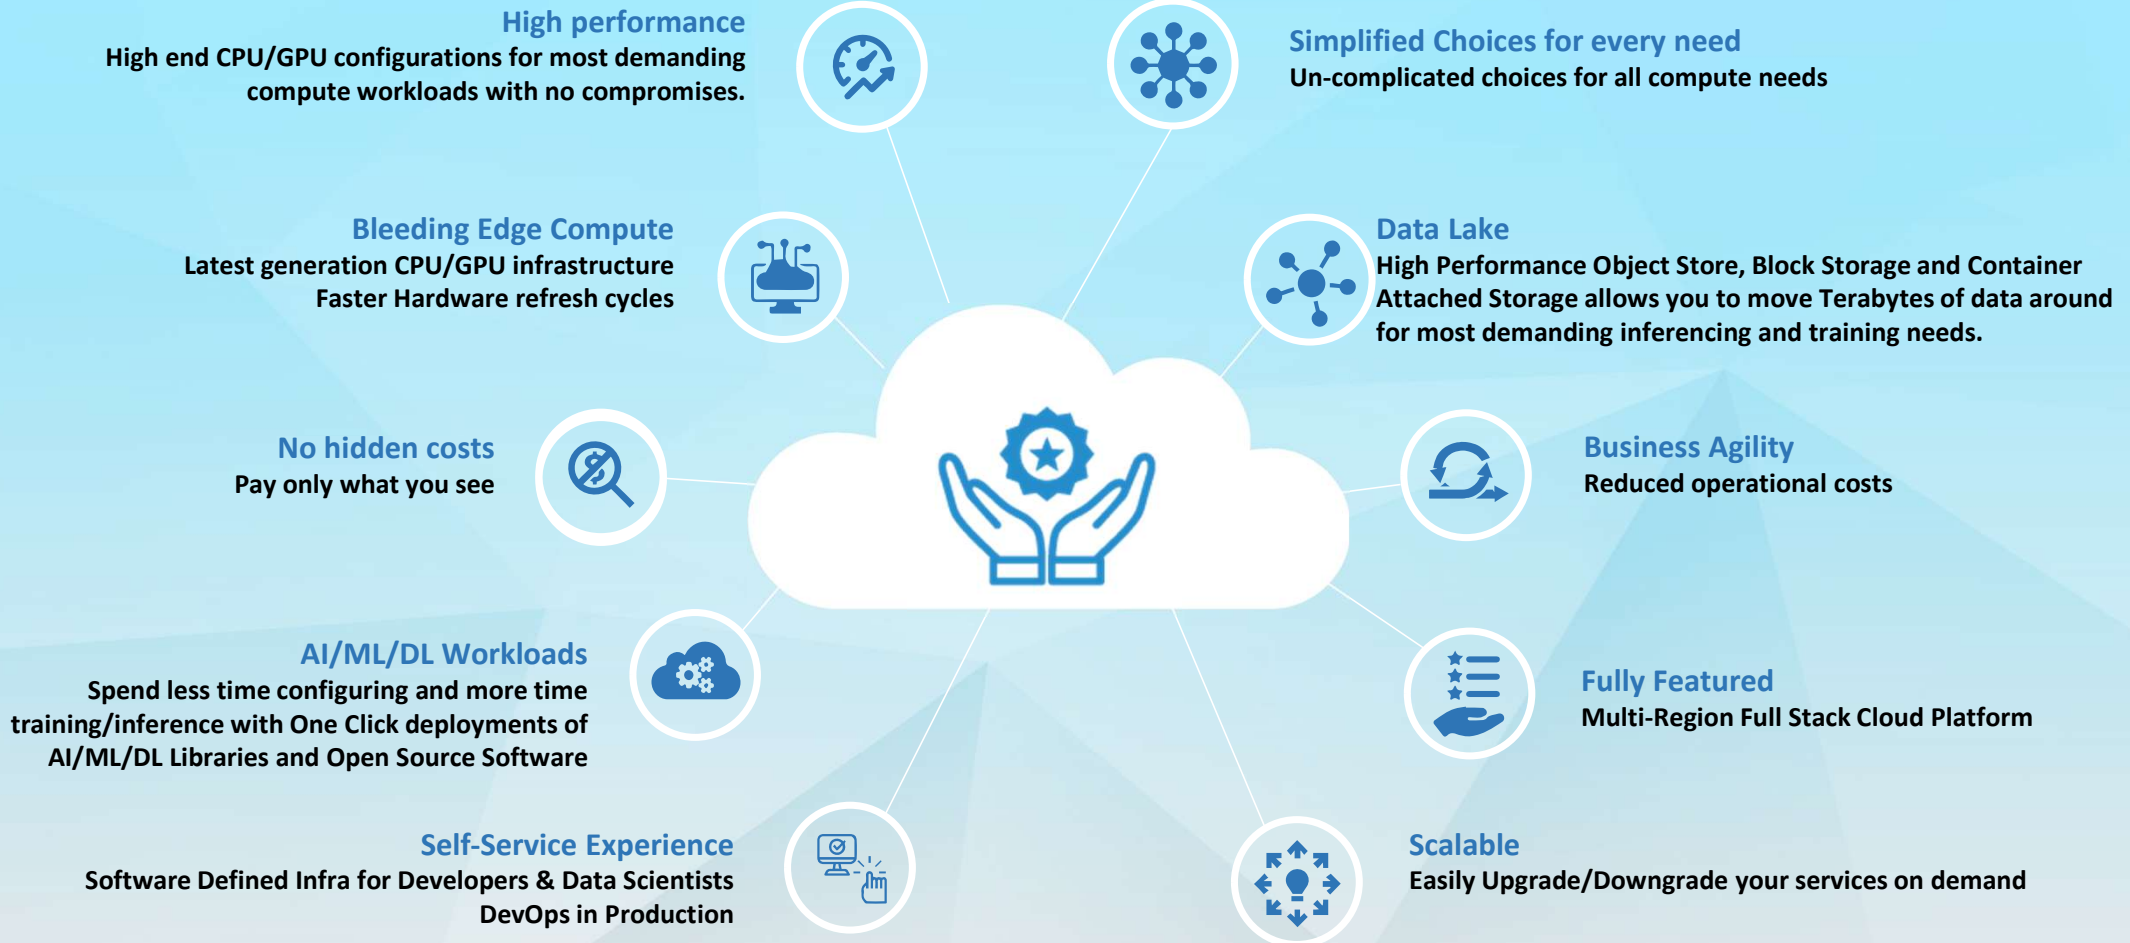 High performance
High end CPU/GPU configurations for most demanding
compute workloads with no compromises.
Bleeding Edge Compute
Latest generation CPU/GPU infrastructure
Faster Hardware refresh cycles
No hidden costs
Pay only what you see
AI/ML/DL Workloads
Spend less time configuring and more time
training/inference with One Click deployments of
AI/ML/DL Libraries and Open Source Software
Self-Service Experience
Software Defined Infra for Developers & Data Scientists
DevOps in Production
Simplified Choices for every need
Un-complicated choices for all compute needs
Data Lake
High Performance Object Store, Block Storage and Container
Attached Storage allows you to move Terabytes of data around
for most demanding inferencing and training needs.
Business Agility
Reduced operational costs
Fully Featured
Multi-Region Full Stack Cloud Platform
Scalable
Easily Upgrade/Downgrade your services on demand